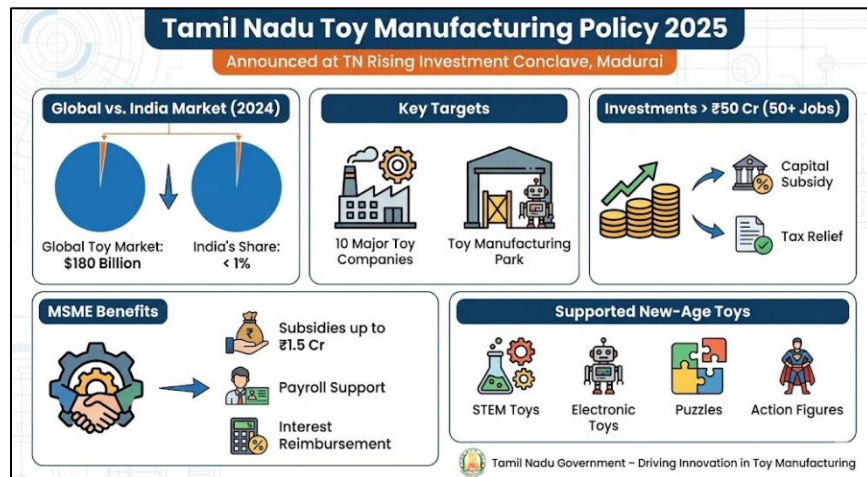 Tamil Nadu Toy Manufacturing Policy 2025
Announced at TN Rising Investment Conclave, Madurai
Global vs. India Market (2024)
Global Toy Market:
$180 Billion
India's Share:
< 1%
Key Targets
10 Major Toy
Companies
Toy Manufacturing
Park
Investments > ₹50 Cr (50+ Jobs)
Capital
Subsidy
Tax Relief
MSME Benefits
₹
Subsidies up to
₹1.5 Cr
Payroll Support
Interest
Reimbursement
Supported New-Age Toys
STEM Toys
Electronic
Toys
Puzzles
Action Figures
Tamil Nadu Government – Driving Innovation in Toy Manufacturing